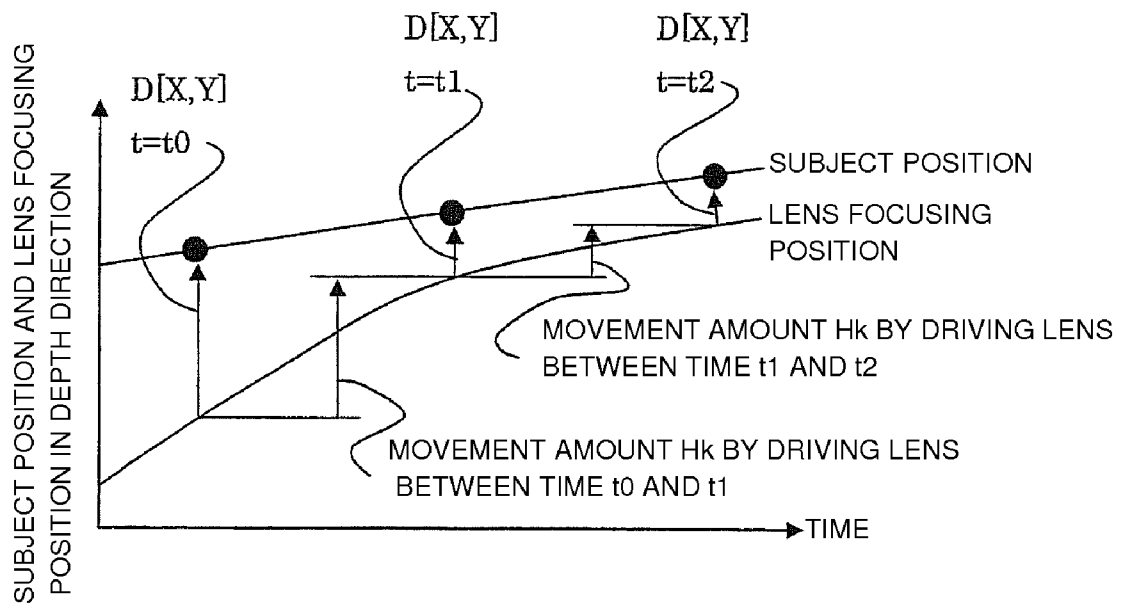 SUBJECT POSITION AND LENS FOCUSING
POSITION IN DEPTH DIRECTION
D[X,Y]
t=t0
D[X,Y]
t=t1
D[X,Y]
t=t2
SUBJECT POSITION
LENS FOCUSING
POSITION
MOVEMENT AMOUNT Hk BY DRIVING LENS
BETWEEN TIME t1 AND t2
MOVEMENT AMOUNT Hk BY DRIVING LENS
BETWEEN TIME t0 AND t1
TIME